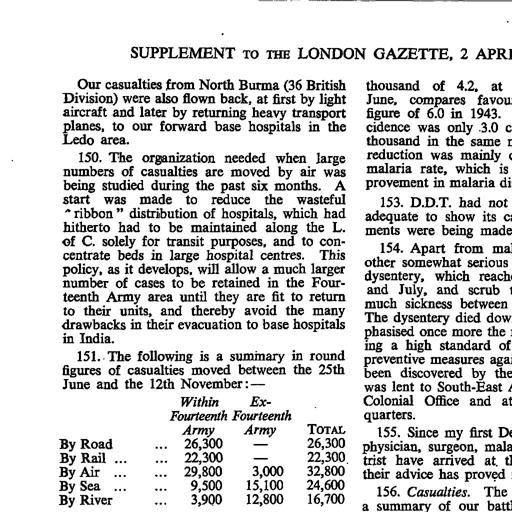 SUPPLEMENT TO THE LONDON GAZETTE, 2
Our casualties from North Burma (36 British
Division) were also flown back, at first by light
aircraft and later by returning heavy transport
planes, to our forward base hospitals in the
Ledo area.
150. The organization needed when large
numbers of casualties are moved by air was
being studied during the past six months. A
start was made to reduce the wasteful
"ribbon" distribution of hospitals, which had
hitherto had to be maintained along the L.
of C. solely for transit purposes, and to con-
centrate beds in large hospital centres. This
policy, as it develops, will allow a much larger
number of cases to be retained in the Four-
teenth Army area until they are fit to return
to their units, and thereby avoid the many
drawbacks in their evacuation to base hospitals
in India.
151. The following is a summary in round
figures of casualties moved between the 25th
June and the 12th November:—
Within Ex-
Fourteenth Fourteenth
Army Army TOTAL
By Road ... 26,300 — 26,300
By Rail ... ... 22,300 — 22,300
By Air ... ... 29,800 3,000 32,800
By Sea ... ... 9,500 15,100 24,600
By River ... 3,900 12,800 16,700
thousand of 4.2, at
June, compares
figure of 6.0 in 1943.
cidence was only 3.0
thousand in the same
reduction was mainly
malaria rate, which is
provement in malaria
153. D.D.T. had not
adequate to show its
ments were being made
154. Apart from
other somewhat serious
dysentery, which
and July, and scrub
much sickness between
The dysentery died
phasised once more the
ing a high standard of
preventive measures
been discovered by the
was lent to South-East
Colonial Office and
quarters.
155. Since my first
physician, surgeon,
trist have arrived at
their advice has proved
156. Casualties. The
a summary of our